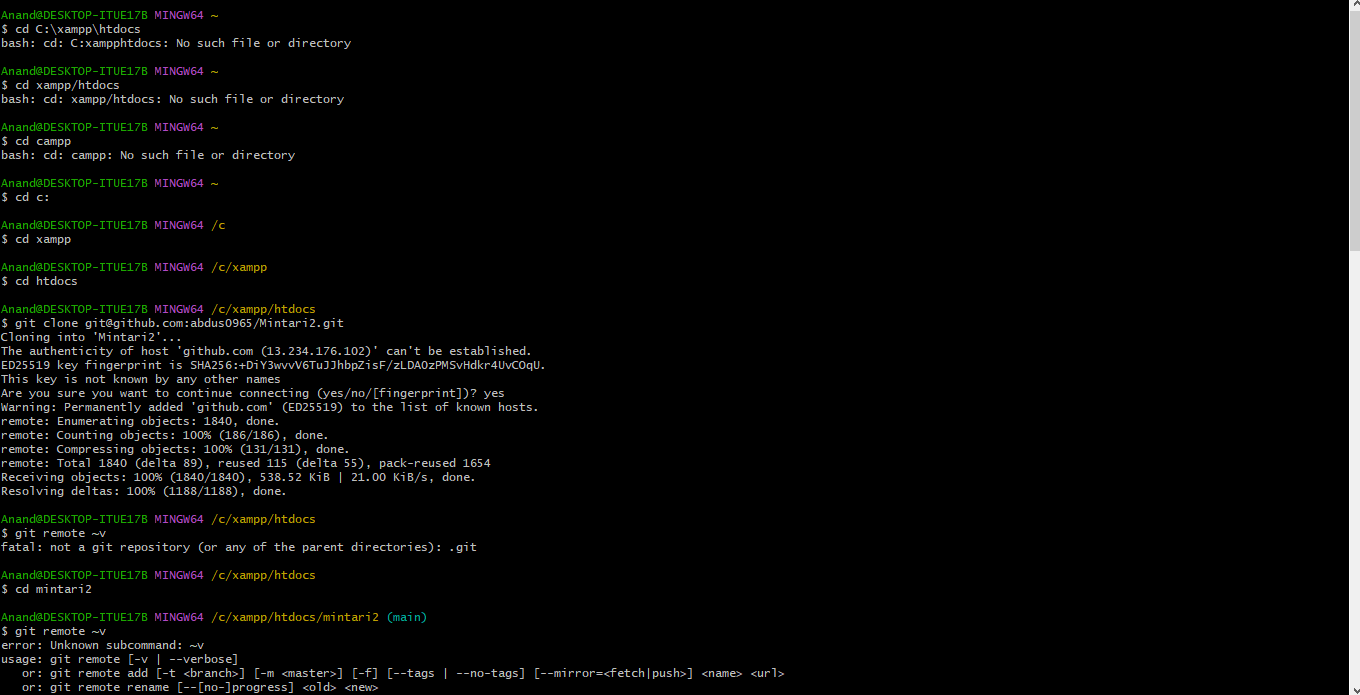 Anand@DESKTOP-ITUE17B MINGW64 ~
$ cd C:\xampp\htdocs
bash: cd: C:xampphtdocs: No such file or directory
Anand@DESKTOP-ITUE17B MINGW64 ~
$ cd xampp/htdocs
bash: cd: xampp/htdocs: No such file or directory
Anand@DESKTOP-ITUE17B MINGW64 ~
$ cd campp
bash: cd: campp: No such file or directory
Anand@DESKTOP-ITUE17B MINGW64 ~
$ cd c:
Anand@DESKTOP-ITUE17B MINGW64 /c
$ cd xampp
Anand@DESKTOP-ITUE17B MINGW64 /c/xampp
$ cd htdocs
Anand@DESKTOP-ITUE17B MINGW64 /c/xampp/htdocs
$ git clone git@github.com:abdus0965/Mintari2.git
Cloning into 'Mintari2'...
The authenticity of host 'github.com (13.234.176.102)' can't be established.
ED25519 key fingerprint is SHA256:+DiY3wvvV6TuJJhbpZisF/zLDA0zPMSvHdkr4UvCOqU.
This key is not known by any other names
Are you sure you want to continue connecting (yes/no/[fingerprint])? yes
Warning: Permanently added 'github.com' (ED25519) to the list of known hosts.
remote: Enumerating objects: 1840, done.
remote: Counting objects: 100% (186/186), done.
remote: Compressing objects: 100% (131/131), done.
remote: Total 1840 (delta 89), reused 115 (delta 55), pack-reused 1654
Receiving objects: 100% (1840/1840), 538.52 KiB | 21.00 KiB/s, done.
Resolving deltas: 100% (1188/1188), done.
Anand@DESKTOP-ITUE17B MINGW64 /c/xampp/htdocs
$ git remote ~v
fatal: not a git repository (or any of the parent directories): .git
Anand@DESKTOP-ITUE17B MINGW64 /c/xampp/htdocs
$ cd mintari2
Anand@DESKTOP-ITUE17B MINGW64 /c/xampp/htdocs/mintari2 (main)
$ git remote ~v
error: Unknown subcommand: ~v
usage: git remote [-v | --verbose]
or: git remote add [-t <branch>] [-m <master>] [-f] [--tags | --no-tags] [--mirror=<fetch|push>] <name> <url>
or: git remote rename [--[no-]progress] <old> <new>